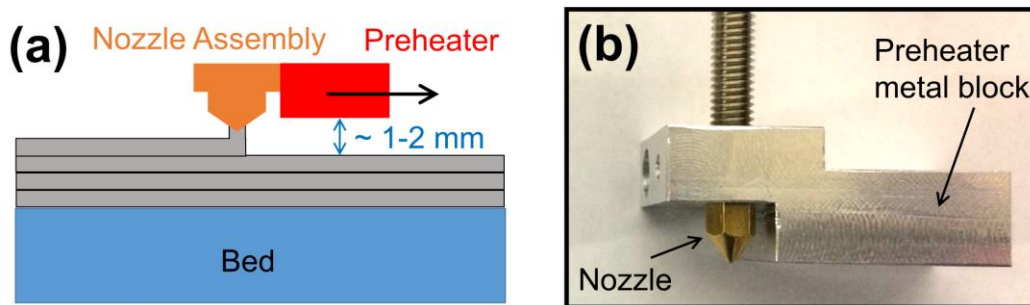 (a)
Nozzle Assembly
Preheater
~ 1-2 mm
Bed
(b)
Preheater
metal block
Nozzle